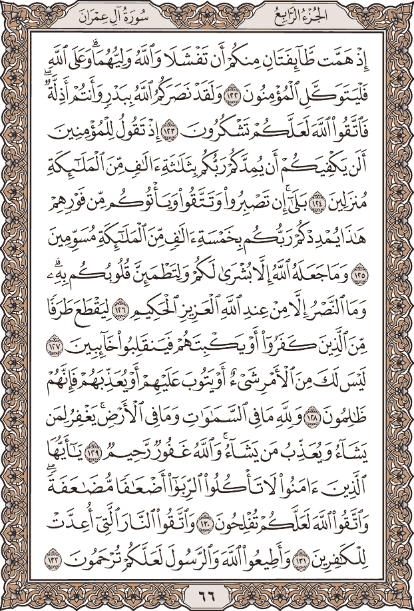 الجزء الرابع
سورة آل عمران
إِذْ هَمَّت طَّآئِفَتَانِ مِنكُمْ أَن تَفْشَلَا وَٱللَّهُ وَلِيُّهُمَا ۗ وَعَلَى ٱللَّهِ
فَلْيَتَوَكَّلِ ٱلْمُؤْمِنُونَ ١٢٢ وَلَقَدْ نَصَرَكُمُ ٱللَّهُ بِبَدْرٍ وَأَنتُمْ أَذِلَّةٌ ۖ
فَٱتَّقُوا۟ ٱللَّهَ لَعَلَّكُمْ تَشْكُرُونَ ١٢٣ إِذْ تَقُولُ لِلْمُؤْمِنِينَ
أَلَن يَكْفِيَكُمْ أَن يُمِدَّكُمْ رَبُّكُم بِثَلَٰثَةِ ءَالَٰفٍ مِّنَ ٱلْمَلَٰٓئِكَةِ
مُنزَلِينَ ١٢٤ بَلَىٰٓ ۚ إِن تَصْبِرُوا۟ وَتَتَّقُوا۟ وَيَأْتُوكُم مِّن فَوْرِهِمْ
هَٰذَا يُمْدِدْكُمْ رَبُّكُم بِخَمْسَةِ ءَالَٰفٍ مِّنَ ٱلْمَلَٰٓئِكَةِ مُسَوِّمِينَ
١٢٥ وَمَا جَعَلَهُ ٱللَّهُ إِلَّا بُشْرَىٰ لَكُمْ وَلِتَطْمَئِنَّ قُلُوبُكُم بِهِۦ ۗ
وَمَا ٱلنَّصْرُ إِلَّا مِنْ عِندِ ٱللَّهِ ٱلْعَزِيزِ ٱلْحَكِيمِ ١٢٦ لِيَقْطَعَ طَرَفًا
مِّنَ ٱلَّذِينَ كَفَرُوٓا۟ أَوْ يَكْبِتَهُمْ فَيَنقَلِبُوا۟ خَآئِبِينَ ١٢٧
لَيْسَ لَكَ مِنَ ٱلْأَمْرِ شَىْءٌ أَوْ يَتُوبَ عَلَيْهِمْ أَوْ يُعَذِّبَهُمْ فَإِنَّهُمْ
ظَٰلِمُونَ ١٢٨ وَلِلَّهِ مَا فِى ٱلسَّمَٰوَٰتِ وَمَا فِى ٱلْأَرْضِ ۚ يَغْفِرُ لِمَن
يَشَآءُ وَيُعَذِّبُ مَن يَشَآءُ ۚ وَٱللَّهُ غَفُورٌ رَّحِيمٌ ١٢٩ يَٰٓأَيُّهَا
ٱلَّذِينَ ءَامَنُوا۟ لَا تَأْكُلُوا۟ ٱلرِّبَوٰٓا۟ أَضْعَٰفًا مُّضَٰعَفَةً ۖ
وَٱتَّقُوا۟ ٱللَّهَ لَعَلَّكُمْ تُفْلِحُونَ ١٣٠ وَٱتَّقُوا۟ ٱلنَّارَ ٱلَّتِىٓ أُعِدَّتْ
لِلْكَٰفِرِينَ ١٣١ وَأَطِيعُوا۟ ٱللَّهَ وَٱلرَّسُولَ لَعَلَّكُمْ تُرْحَمُونَ ١٣٢
٦٦